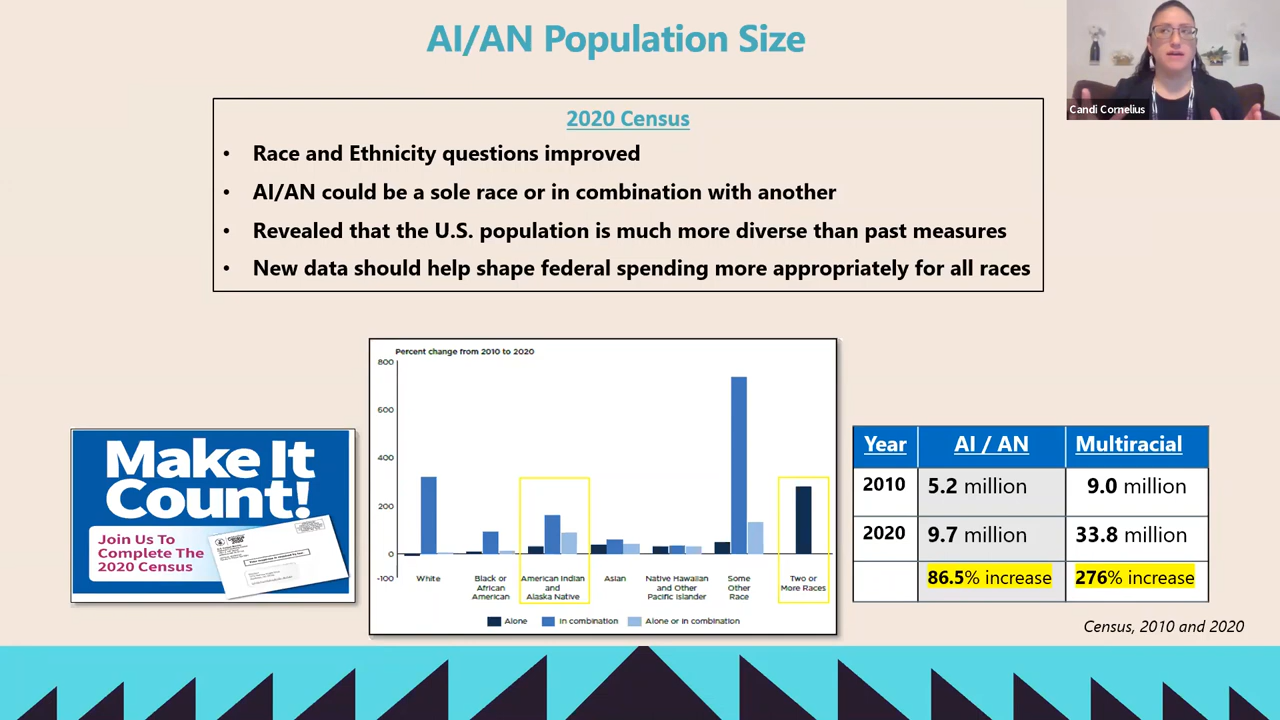 AI/AN Population Size
Candi Cornelius
2020 Census
• Race and Ethnicity questions improved
• AI/AN could be a sole race or in combination with another
• Revealed that the U.S. population is much more diverse than past measures
• New data should help shape federal spending more appropriately for all races
Make It
Count!
Join Us To
Complete The
2020 Census
Percent change from 2010 to 2020
800
600
400
200
0
-100
White
Black or
African
American
American Indian
and
Alaska Native
Asian
Native Hawaiian
and Other
Pacific Islander
Some
Other
Race
Two or
More Races
Alone In combination Alone or in combination
Year AI / AN Multiracial
2010 5.2 million 9.0 million
2020 9.7 million 33.8 million
86.5% increase 276% increase
Census, 2010 and 2020